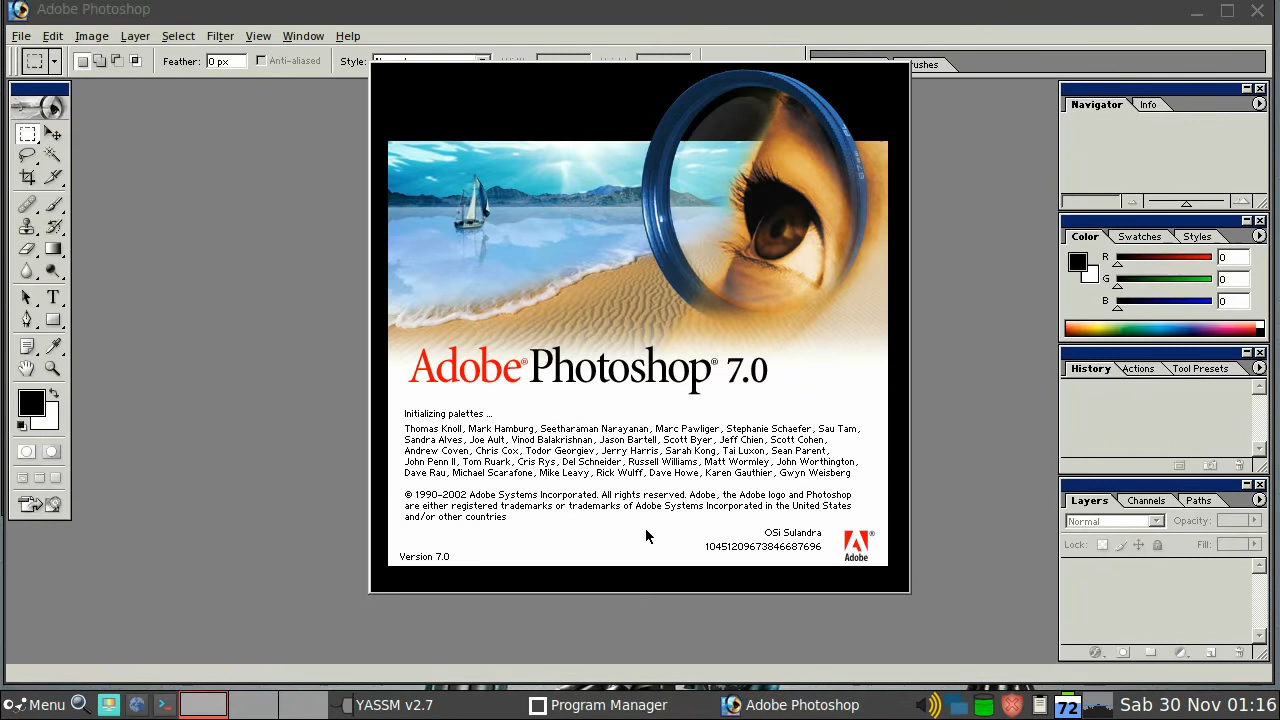 Adobe Photoshop
File Edit Image Layer Select Filter View Window Help
Feather: 0 px Anti-aliased Style:
Navigator Info
Color Swatches Styles
R 0
G 0
B 0
Adobe® Photoshop® 7.0
History Actions Tool Presets
Initializing palettes ...
Thomas Knoll, Mark Hamburg, Seetharaman Narayanan, Marc Pawliger, Stephanie Schaefer, Sau Tam,
Sandra Alves, Joe Ault, Vinod Balakrishnan, Jason Bartell, Scott Byer, Jeff Chien, Scott Cohen,
Andrew Coven, Chris Cox, Todor Georgiev, Jerry Harris, Sarah Kong, Tai Luxon, Sean Parent,
John Penn II, Tom Ruark, Cris Rys, Del Schneider, Russell Williams, Matt Wormley, John Worthington,
Dave Rau, Michael Scarafone, Mike Leavy, Rick Wulff, Dave Howe, Karen Gauthier, Gwyn Weisberg
© 1990-2002 Adobe Systems Incorporated. All rights reserved. Adobe, the Adobe logo and Photoshop
are either registered trademarks or trademarks of Adobe Systems Incorporated in the United States
and/or other countries
OSi Sulandra
10451209673846687696
Version 7.0
Adobe
Layers Channels Paths
Normal Opacity:
Lock: Fill:
Menu YASSM v2.7 Program Manager Adobe Photoshop 72 Sab 30 Nov 01:16